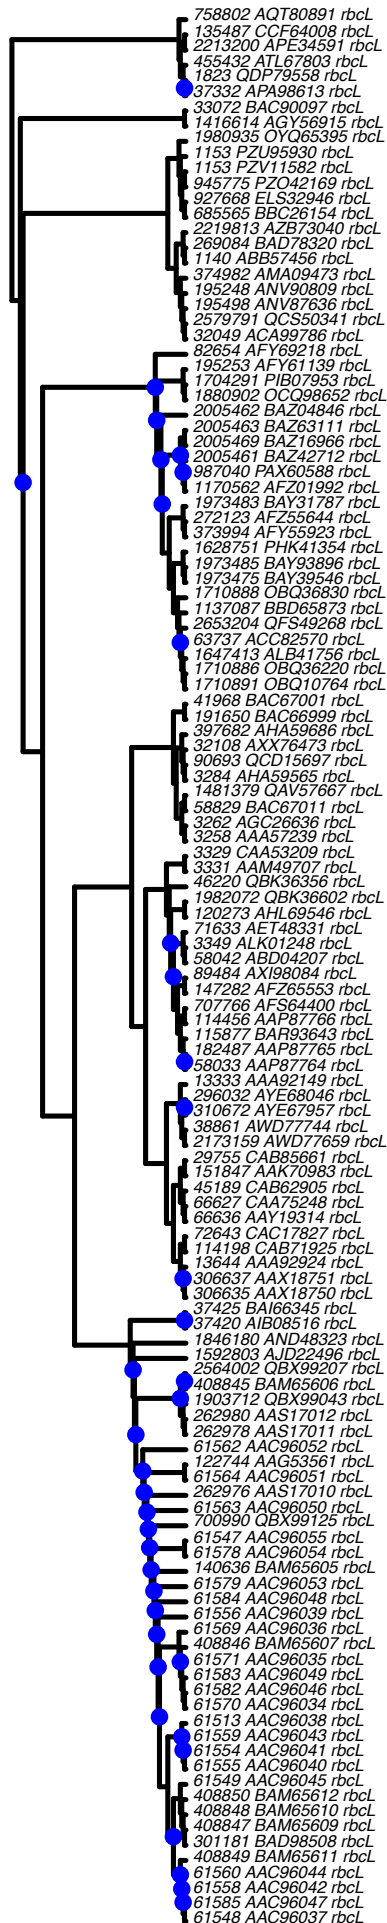 758802 AQT80891 rbcL
135487 CCF64008 rbcL
2213200 APE34591 rbcL
455432 ATL67803 rbcL
1823 QDP79558 rbcL
37332 APA98613 rbcL
33072 BAC90097 rbcL
1416614 AGY56915 rbcL
1980935 OYQ65395 rbcL
1153 PZU95930 rbcL
1153 PZV11582 rbcL
945775 PZO42169 rbcL
927668 ELS32946 rbcL
685565 BBC26154 rbcL
2219813 AZB73040 rbcL
269084 BAD78320 rbcL
1140 ABB57456 rbcL
374982 AMA09473 rbcL
195248 ANV90809 rbcL
195498 ANV87636 rbcL
2579791 QCS50341 rbcL
32049 ACA99786 rbcL
82654 AFY69218 rbcL
195253 AFY61139 rbcL
1704291 PIB07953 rbcL
1880902 OCQ98652 rbcL
2005462 BAZ04846 rbcL
2005463 BAZ63111 rbcL
2005469 BAZ16966 rbcL
2005461 BAZ42712 rbcL
987040 PAX60588 rbcL
1170562 AFZ01992 rbcL
1973483 BAY31787 rbcL
272123 AFZ55644 rbcL
373994 AFY55923 rbcL
1628751 PHK41354 rbcL
1973485 BAY93896 rbcL
1973475 BAY39546 rbcL
1710888 OBQ36830 rbcL
1137087 BBD65873 rbcL
2653204 QFS49268 rbcL
63737 ACC82570 rbcL
1647413 ALB41756 rbcL
1710886 OBQ36220 rbcL
1710891 OBQ10764 rbcL
41968 BAC67001 rbcL
191650 BAC66999 rbcL
397682 AHA59686 rbcL
32108 AXX76473 rbcL
90693 QCD15697 rbcL
3284 AHA59565 rbcL
1481379 QAV57667 rbcL
58829 BAC67011 rbcL
3262 AGC26636 rbcL
3258 AAA57239 rbcL
3329 CAA53209 rbcL
3331 AAM49707 rbcL
46220 QBK36356 rbcL
1982072 QBK36602 rbcL
120273 AHL69546 rbcL
71633 AET48331 rbcL
3349 ALK01248 rbcL
58042 ABD04207 rbcL
89484 AXI98084 rbcL
147282 AFZ65553 rbcL
707766 AFS64400 rbcL
114456 AAP87766 rbcL
115877 BAR93643 rbcL
182487 AAP87765 rbcL
58033 AAP87764 rbcL
13333 AAA92149 rbcL
296032 AYE68046 rbcL
310672 AYE67957 rbcL
38861 AWD77744 rbcL
2173159 AWD77659 rbcL
29755 CAB85661 rbcL
151847 AAK70983 rbcL
45189 CAB62905 rbcL
66627 CAA75248 rbcL
66636 AAY19314 rbcL
72643 CAC17827 rbcL
114198 CAB71925 rbcL
13644 AAA92924 rbcL
306637 AAX18751 rbcL
306635 AAX18750 rbcL
37425 BAI66345 rbcL
37420 AIB08516 rbcL
1846180 AND48323 rbcL
1592803 AJD22496 rbcL
2564002 QBX99207 rbcL
408845 BAM65606 rbcL
1903712 QBX99043 rbcL
262980 AAS17012 rbcL
262978 AAS17011 rbcL
61562 AAC96052 rbcL
122744 AAG53561 rbcL
61564 AAC96051 rbcL
262976 AAS17010 rbcL
61563 AAC96050 rbcL
700990 QBX99125 rbcL
61547 AAC96055 rbcL
61578 AAC96054 rbcL
140636 BAM65605 rbcL
61579 AAC96053 rbcL
61584 AAC96048 rbcL
61556 AAC96039 rbcL
61569 AAC96036 rbcL
408846 BAM65607 rbcL
61571 AAC96035 rbcL
61583 AAC96049 rbcL
61582 AAC96046 rbcL
61570 AAC96034 rbcL
61513 AAC96038 rbcL
61559 AAC96043 rbcL
61554 AAC96041 rbcL
61555 AAC96040 rbcL
61549 AAC96045 rbcL
408850 BAM65612 rbcL
408848 BAM65610 rbcL
408847 BAM65609 rbcL
301181 BAD98508 rbcL
408849 BAM65611 rbcL
61560 AAC96044 rbcL
61558 AAC96042 rbcL
61585 AAC96047 rbcL
61548 AAC96037 rbcL